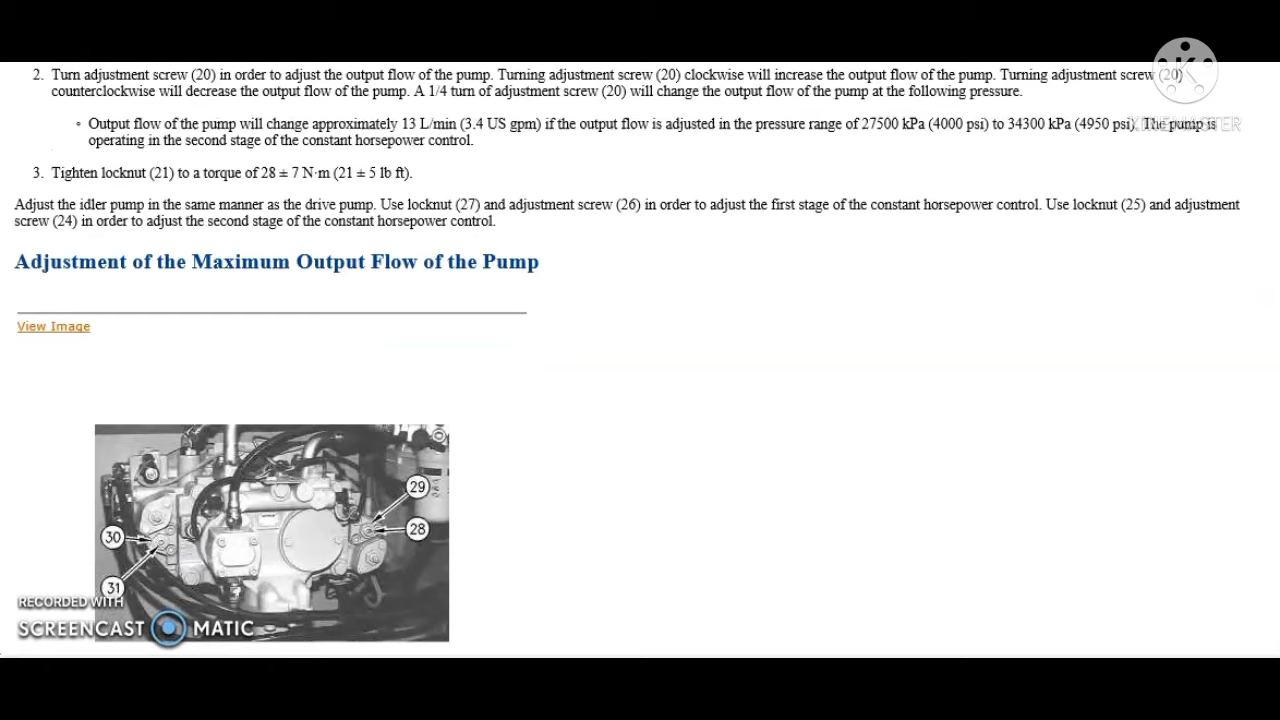 2. Turn adjustment screw (20) in order to adjust the output flow of the pump. Turning adjustment screw (20) clockwise will increase the output flow of the pump. Turning adjustment screw (20)
counterclockwise will decrease the output flow of the pump. A 1/4 turn of adjustment screw (20) will change the output flow of the pump at the following pressure.
◦ Output flow of the pump will change approximately 13 L/min (3.4 US gpm) if the output flow is adjusted in the pressure range of 27500 kPa (4000 psi) to 34300 kPa (4950 psi). The pump is
operating in the second stage of the constant horsepower control.
3. Tighten locknut (21) to a torque of 28 ± 7 N·m (21 ± 5 lb ft).
Adjust the idler pump in the same manner as the drive pump. Use locknut (27) and adjustment screw (26) in order to adjust the first stage of the constant horsepower control. Use locknut (25) and adjustment
screw (24) in order to adjust the second stage of the constant horsepower control.
Adjustment of the Maximum Output Flow of the Pump
View Image
29
28
30
31
RECORDED WITH
SCREENCAST MATIC
K
KINEMASTER